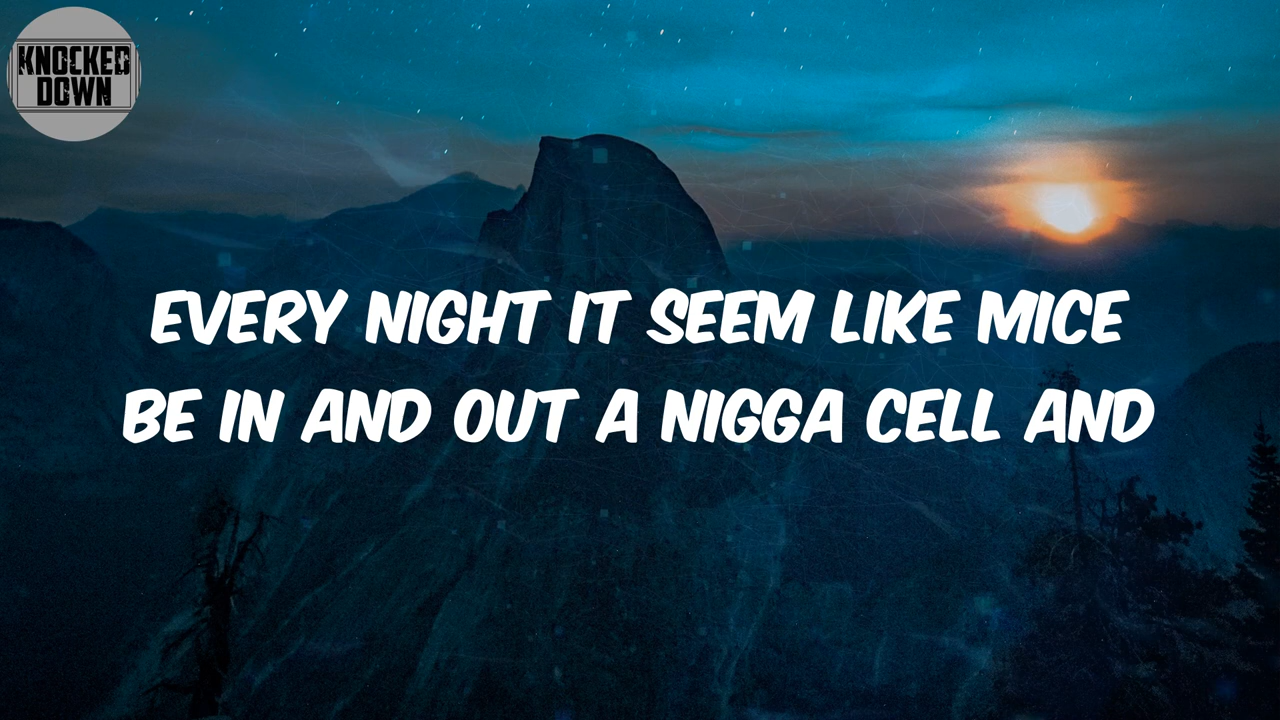 KNOCKED
DOWN
EVERY NIGHT IT SEEM LIKE MICE
BE IN AND OUT A NIGGA CELL AND